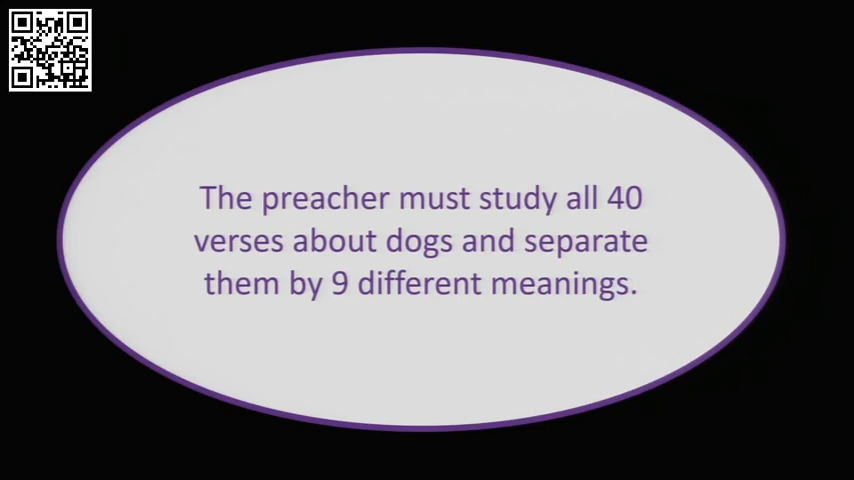 The preacher must study all 40
verses about dogs and separate
them by 9 different meanings.